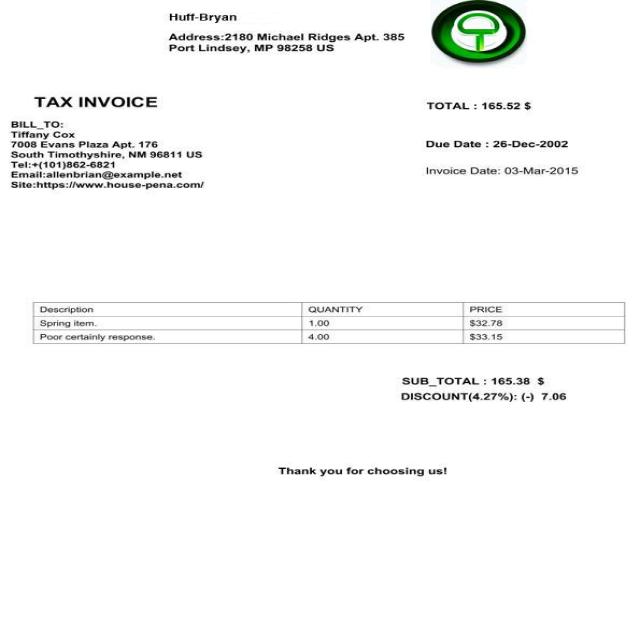 Huff-Bryan
Address:2180 Michael Ridges Apt. 385
Port Lindsey, MP 98258 US
TAX INVOICE
TOTAL : 165.52 $
BILL_TO:
Tiffany Cox
7008 Evans Plaza Apt. 176
South Timothyshire, NM 96811 US
Tel:+(101)862-6821
Email:allenbrian@example.net
Site:https://www.house-pena.com/
Due Date : 26-Dec-2002
Invoice Date: 03-Mar-2015
Description QUANTITY PRICE
Spring item. 1.00 $32.78
Poor certainly response. 4.00 $33.15
SUB_TOTAL : 165.38 $
DISCOUNT(4.27%): (-) 7.06
Thank you for choosing us!